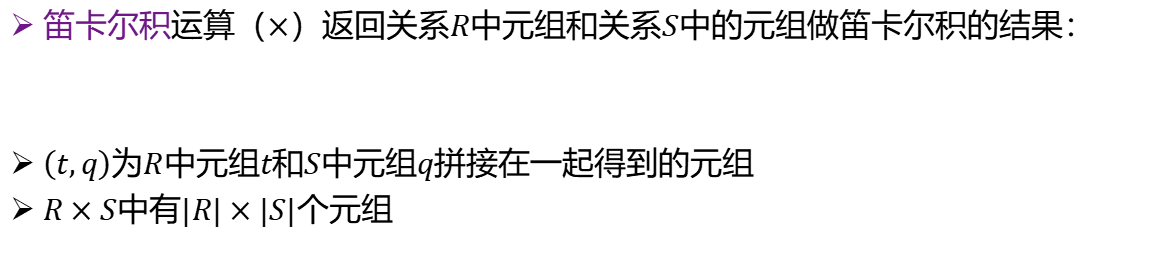 ➢ 笛卡尔积运算（×）返回关系R中元组和关系S中的元组做笛卡尔积的结果：
➢ (t, q)为R中元组t和S中元组q拼接在一起得到的元组
➢ R × S中有|R| × |S|个元组